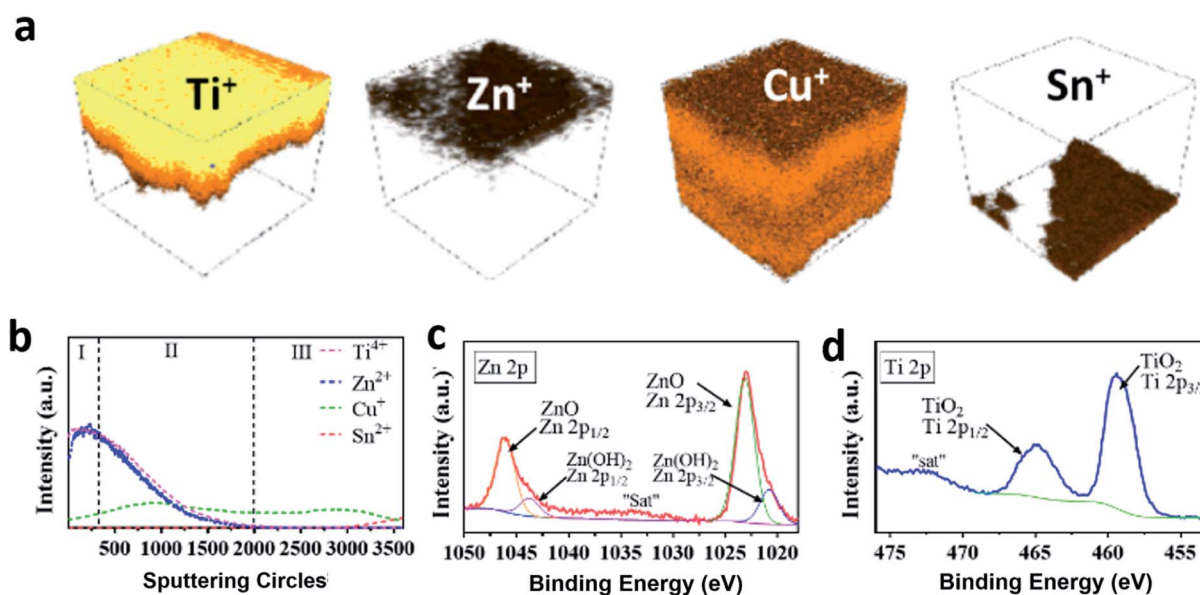 a
Ti⁺
Zn⁺
Cu⁺
Sn⁺
b
I
II
III
Ti⁴⁺
Zn²⁺
Cu⁺
Sn²⁺
Intensity (a.u.)
500 1000 1500 2000 2500 3000 3500
Sputtering Circles
c
Zn 2p
ZnO
Zn 2p₁/₂
Zn(OH)₂
Zn 2p₁/₂
"Sat"
ZnO
Zn 2p₃/₂
Zn(OH)₂
Zn 2p₃/₂
Intensity (a.u.)
1050 1045 1040 1035 1030 1025 1020
Binding Energy (eV)
d
Ti 2p
"sat"
TiO₂
Ti 2p₁/₂
TiO₂
Ti 2p₃/₂
Intensity (a.u.)
475 470 465 460 455
Binding Energy (eV)